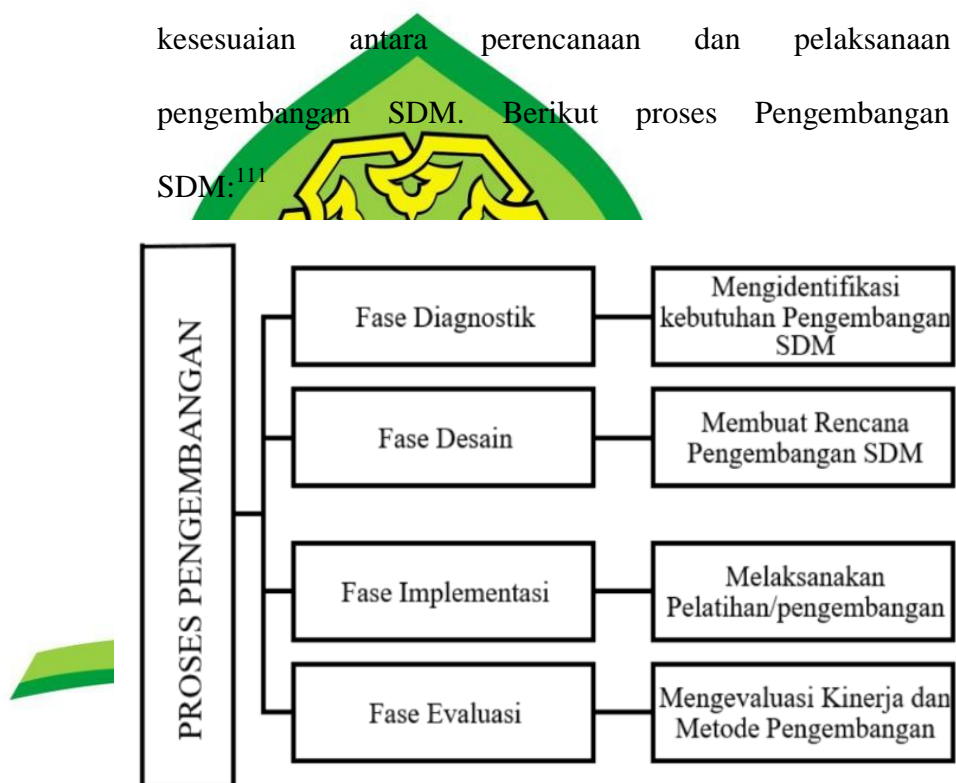 kesesuaian antara perencanaan dan pelaksanaan
pengembangan SDM. Berikut proses Pengembangan
SDM:111
PROSES PENGEMBANGAN
Fase Diagnostik
Mengidentifikasi
kebutuhan Pengembangan
SDM
Fase Desain
Membuat Rencana
Pengembangan SDM
Fase Implementasi
Melaksanakan
Pelatihan/pengembangan
Fase Evaluasi
Mengevaluasi Kinerja dan
Metode Pengembangan